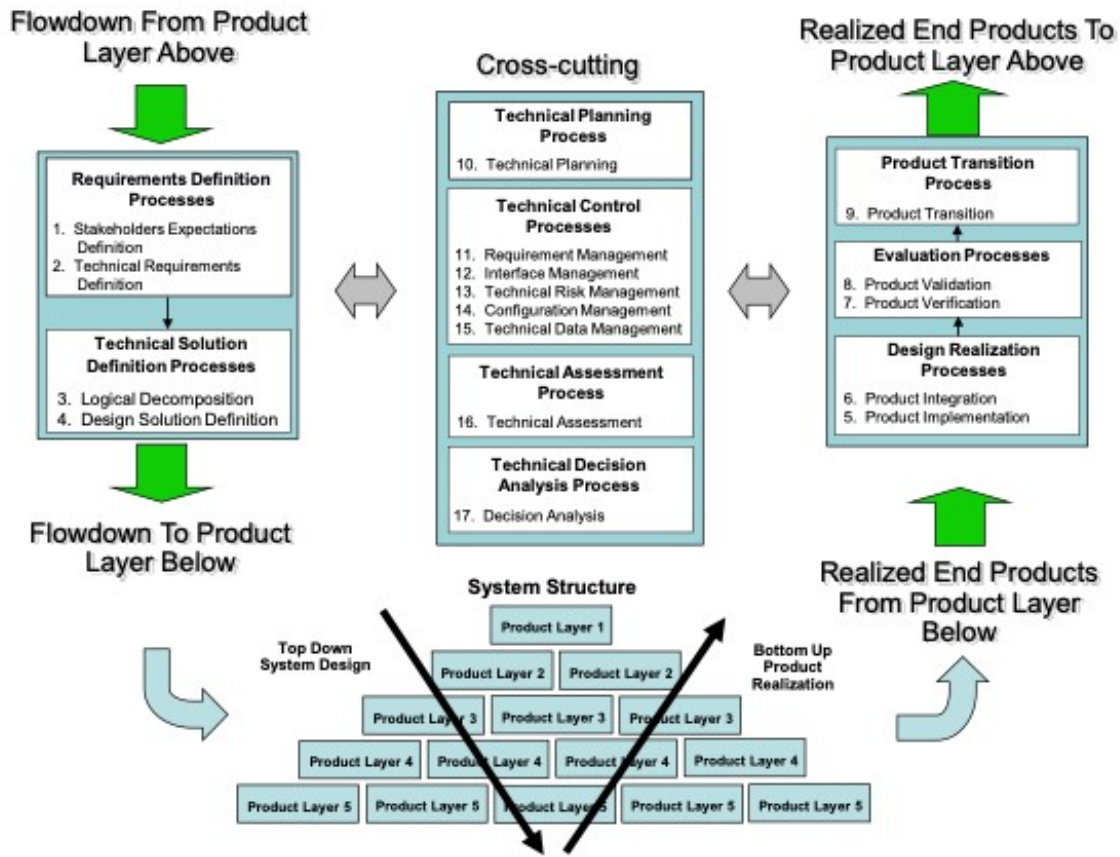 Flowdown From Product
Layer Above
Requirements Definition
Processes
1. Stakeholders Expectations
Definition
2. Technical Requirements
Definition
Technical Solution
Definition Processes
3. Logical Decomposition
4. Design Solution Definition
Flowdown To Product
Layer Below
Cross-cutting
Technical Planning
Process
10. Technical Planning
Technical Control
Processes
11. Requirement Management
12. Interface Management
13. Technical Risk Management
14. Configuration Management
15. Technical Data Management
Technical Assessment
Process
16. Technical Assessment
Technical Decision
Analysis Process
17. Decision Analysis
Realized End Products To
Product Layer Above
Product Transition
Process
9. Product Transition
Evaluation Processes
8. Product Validation
7. Product Verification
Design Realization
Processes
6. Product Integration
5. Product Implementation
Realized End Products
From Product Layer
Below
System Structure
Top Down
System Design
Bottom Up
Product
Realization
Product Layer 1
Product Layer 2 Product Layer 2
Product Layer 3 Product Layer 3 Product Layer 3
Product Layer 4 Product Layer 4 Product Layer 4 Product Layer 4
Product Layer 5 Product Layer 5 Product Layer 5 Product Layer 5 Product Layer 5